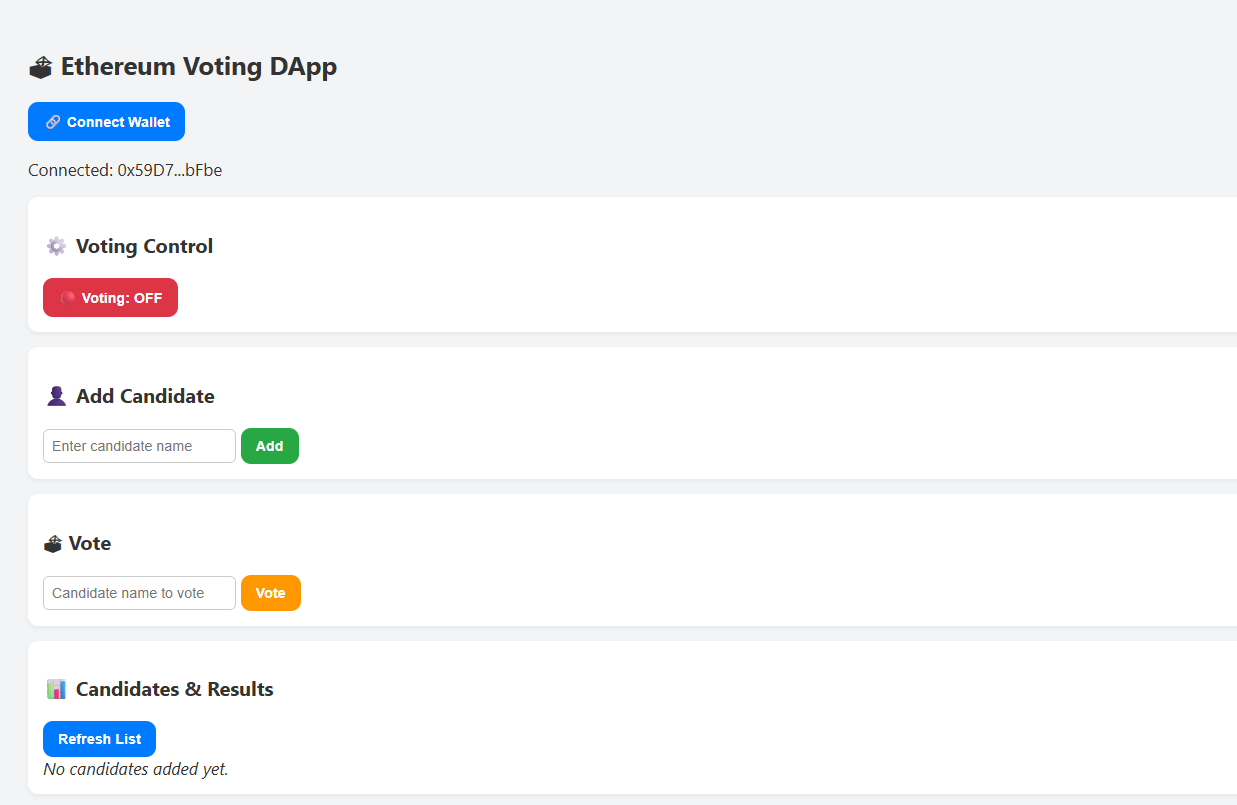 Ethereum Voting DApp
Connect Wallet
Connected: 0x59D7...bFbe
Voting Control
Voting: OFF
Add Candidate
Enter candidate name
Add
Vote
Candidate name to vote
Vote
Candidates & Results
Refresh List
No candidates added yet.